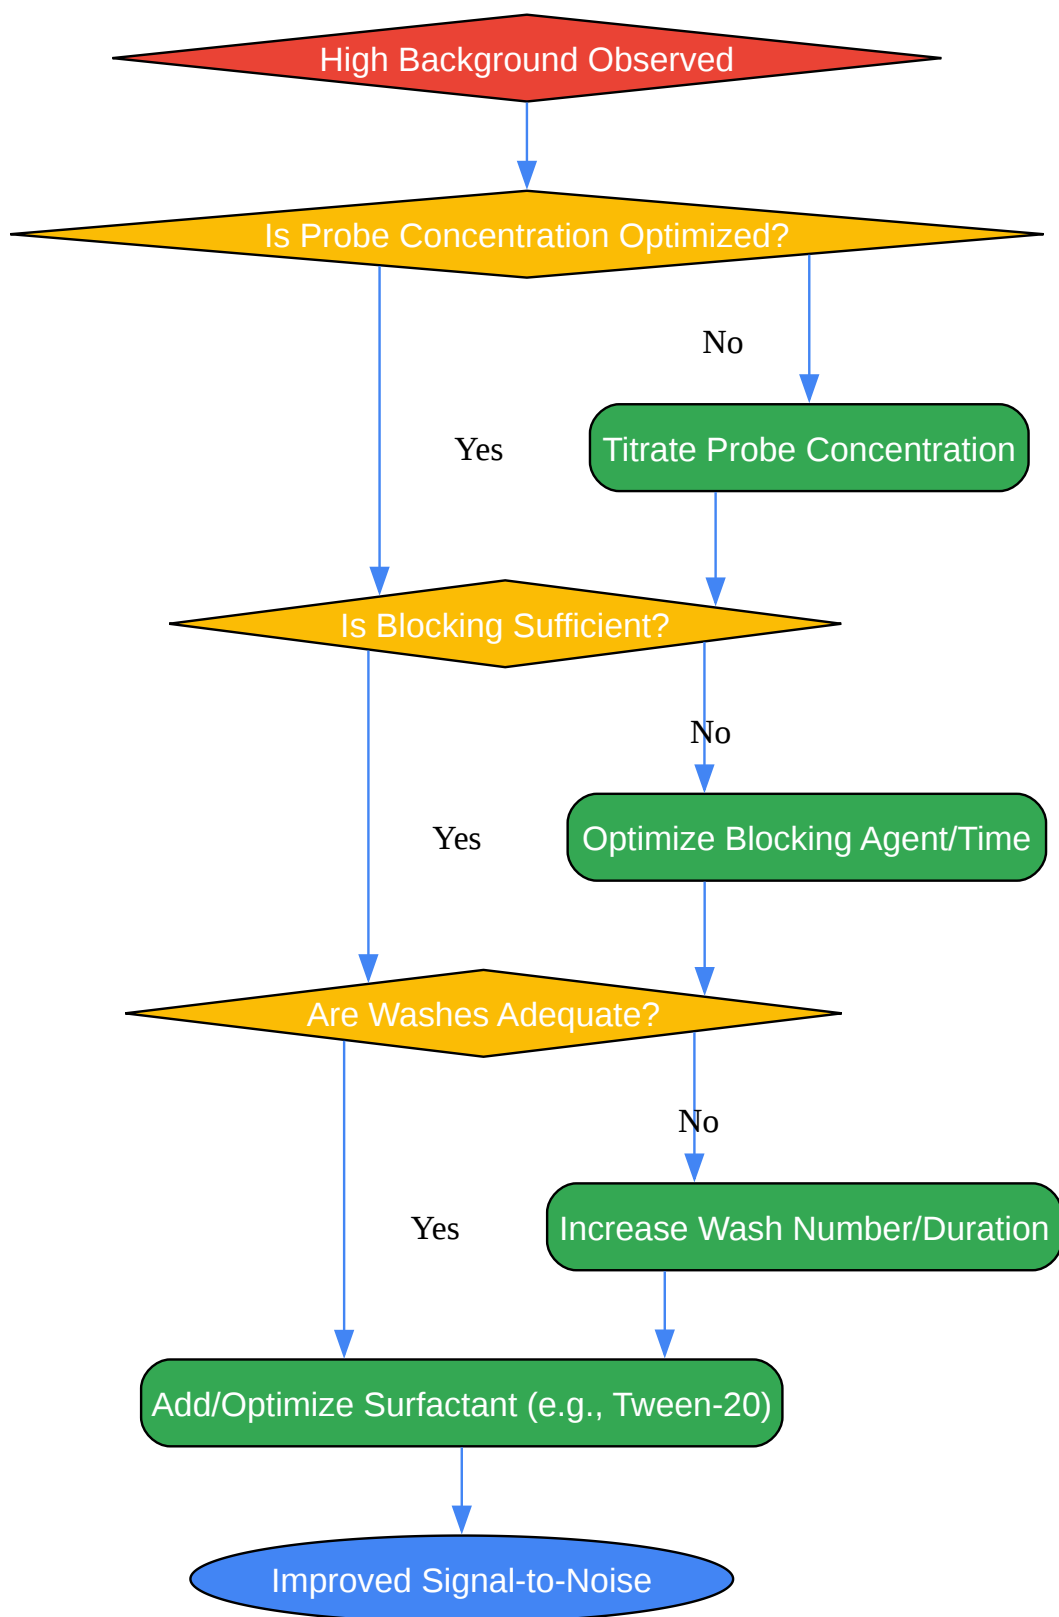 High Background Observed
Is Probe Concentration Optimized?
No
Yes
Titrate Probe Concentration
Is Blocking Sufficient?
No
Yes
Optimize Blocking Agent/Time
Are Washes Adequate?
No
Yes
Increase Wash Number/Duration
Add/Optimize Surfactant (e.g., Tween-20)
Improved Signal-to-Noise